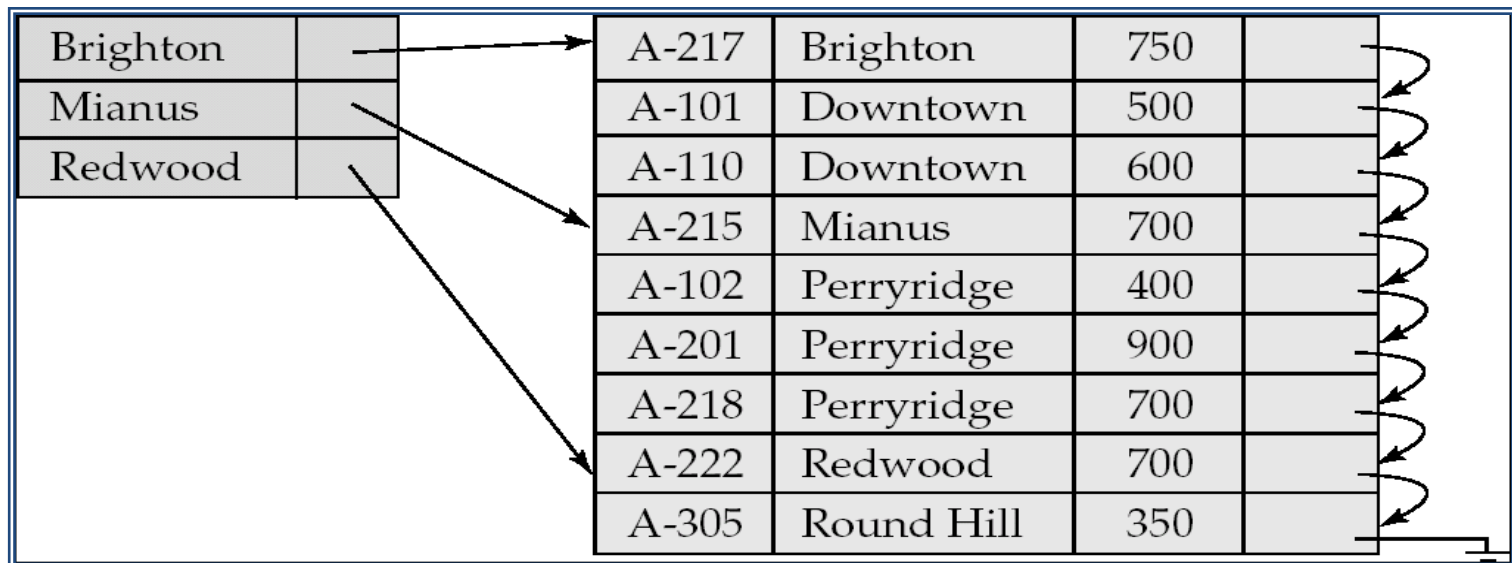 Brighton
Mianus
Redwood
A-217 Brighton 750
A-101 Downtown 500
A-110 Downtown 600
A-215 Mianus 700
A-102 Perryridge 400
A-201 Perryridge 900
A-218 Perryridge 700
A-222 Redwood 700
A-305 Round Hill 350